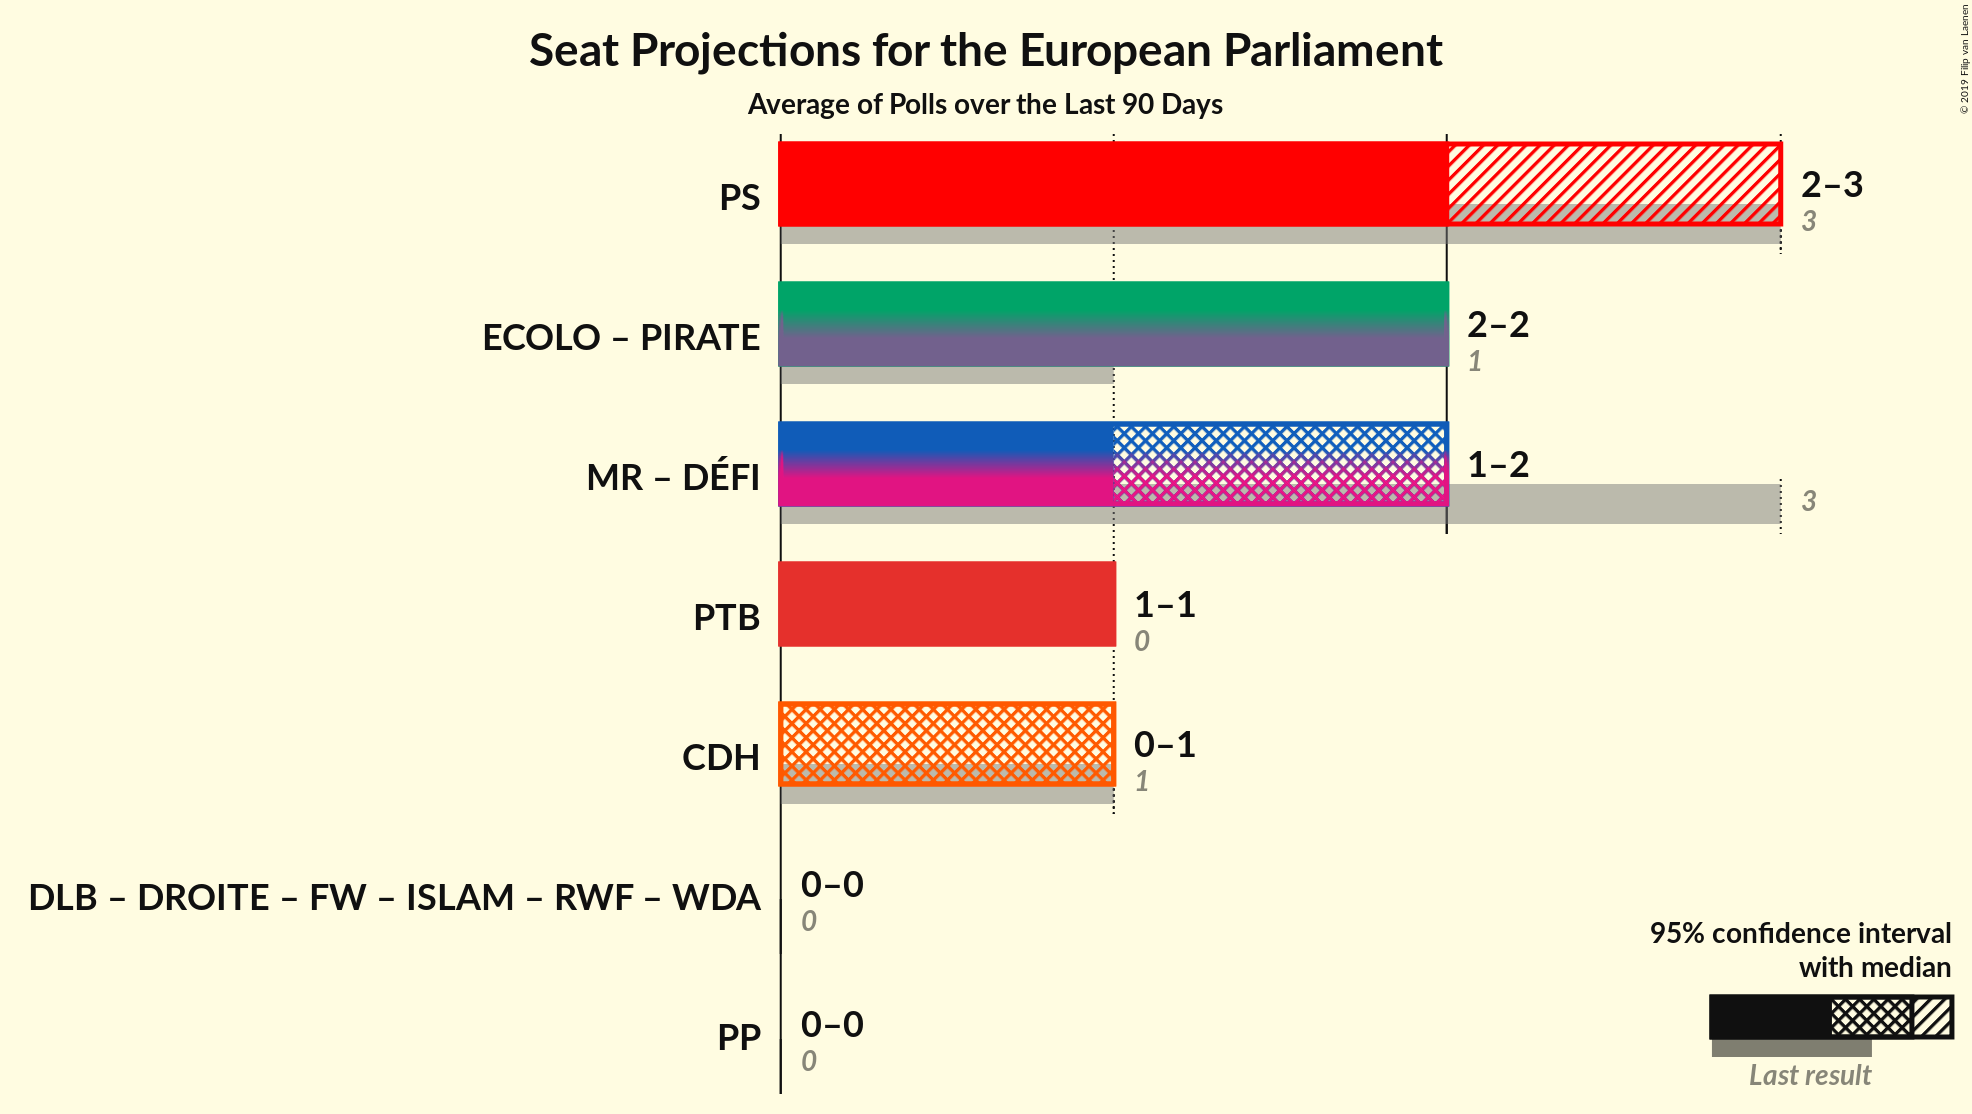 Seat Projections for the European Parliament
Average of Polls over the Last 90 Days
© 2019 Filip van Laenen
PS
2–3
3
ECOLO – PIRATE
2–2
1
MR – DÉFI
1–2
3
PTB
1–1
0
CDH
0–1
1
DLB – DROITE – FW – ISLAM – RWF – WDA
0–0
0
PP
0–0
0
95% confidence interval
with median
Last result